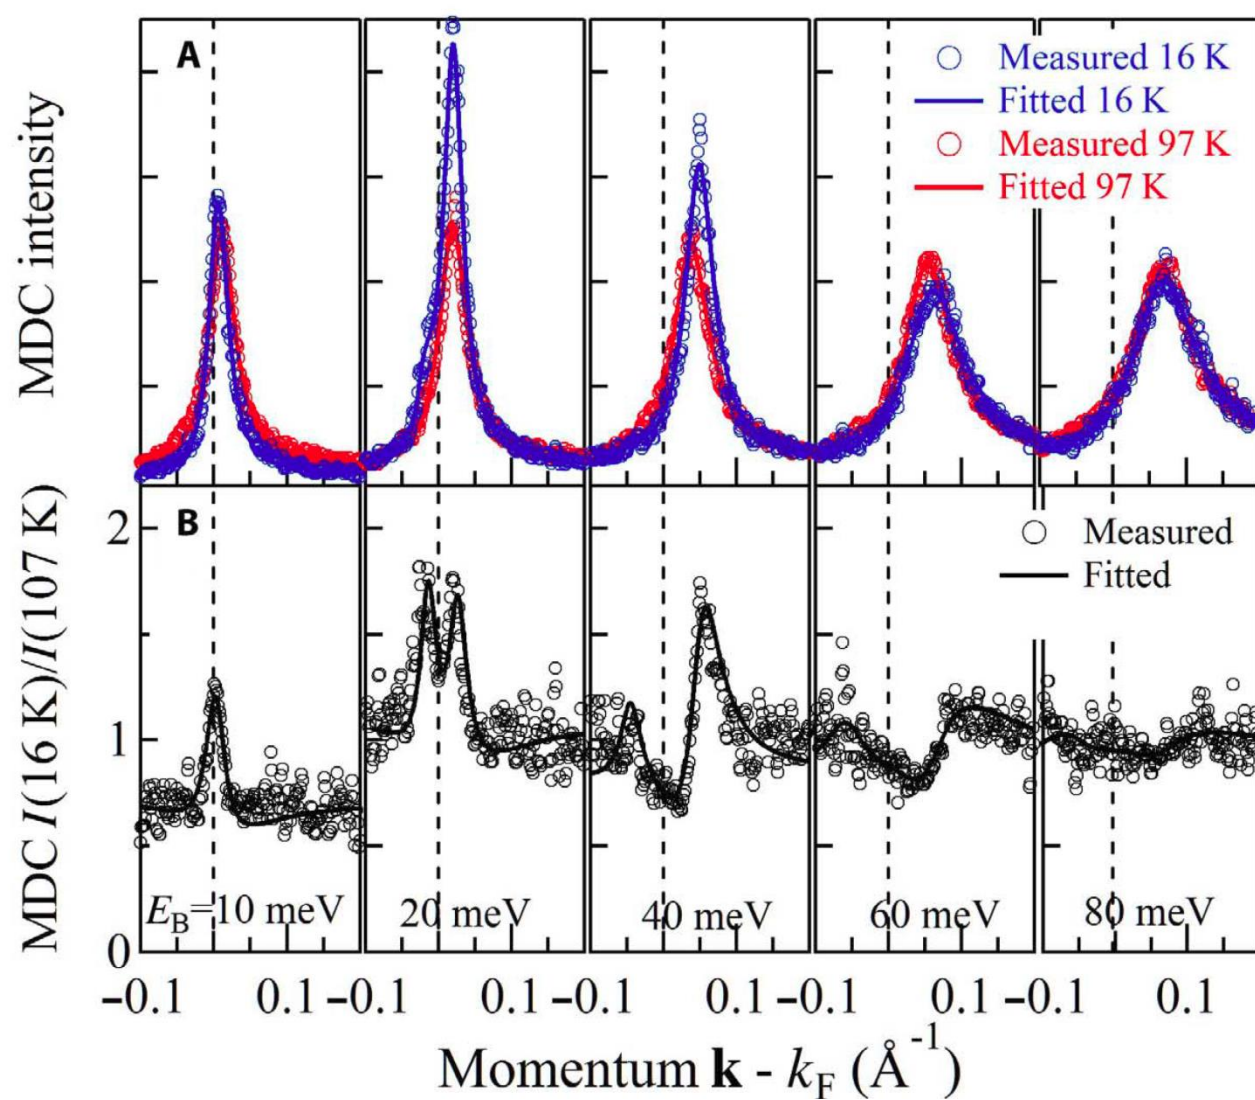 A
Measured 16 K
Fitted 16 K
Measured 97 K
Fitted 97 K
MDC intensity
B
Measured
Fitted
MDC I(16 K)/I(107 K)
2
1
0
E_B=10 meV
20 meV
40 meV
60 meV
80 meV
−0.1 0.1 −0.1 0.1 −0.1 0.1 −0.1 0.1 −0.1 0.1
Momentum k - k_F (Å⁻¹)